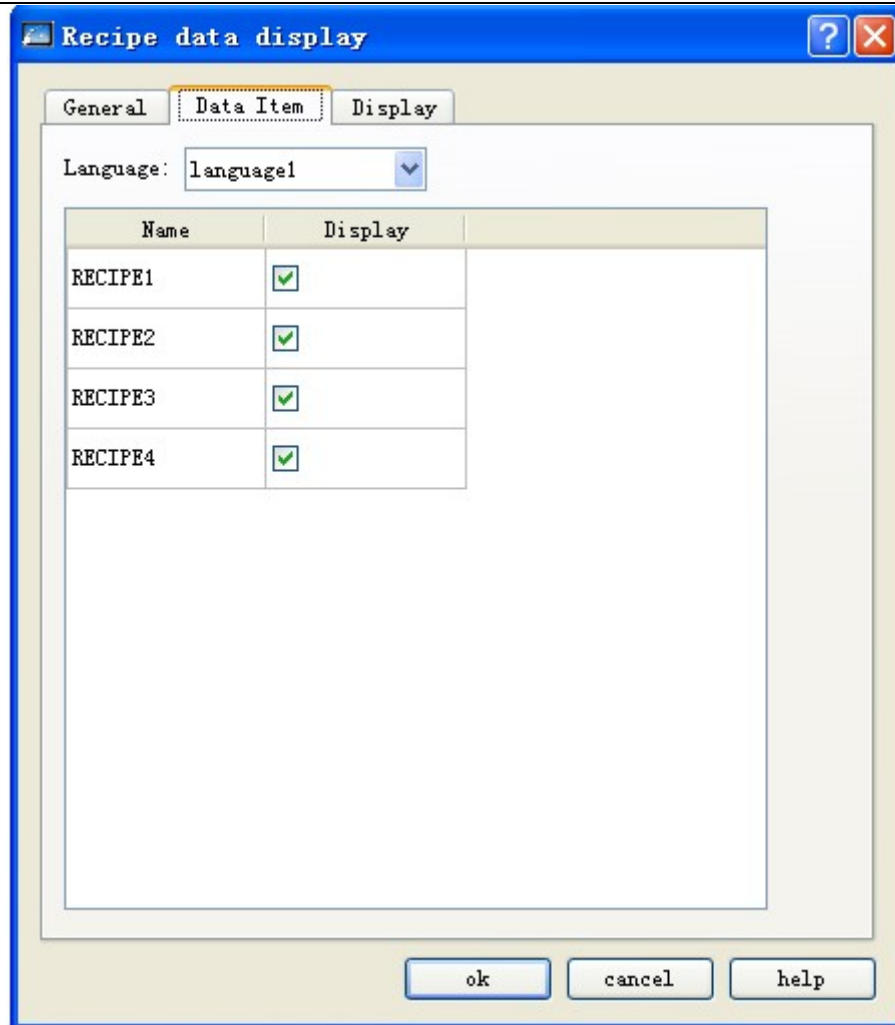 Recipe data display
General Data Item Display
Language: language1
Name Display
RECIPE1
RECIPE2
RECIPE3
RECIPE4
ok cancel help